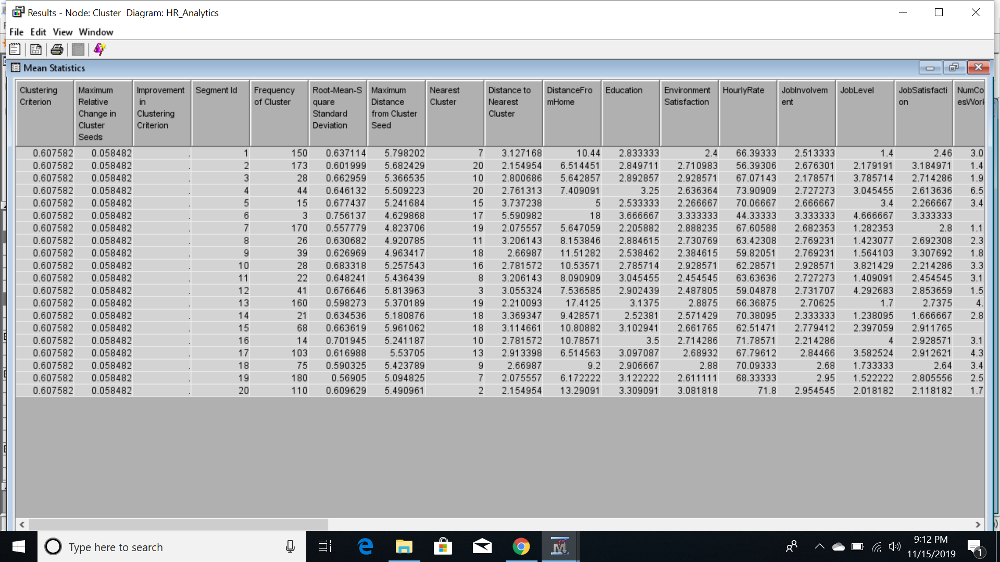 Results - Node: Cluster  Diagram: HR_Analytics
File Edit View Window
Mean Statistics
Clustering Criterion | Maximum Relative Change in Cluster Seeds | Improvement in Clustering Criterion | Segment Id | Frequency of Cluster | Root-Mean-Square Standard Deviation | Maximum Distance from Cluster Seed | Nearest Cluster | Distance to Nearest Cluster | DistanceFromHome | Education | Environment Satisfaction | HourlyRate | JobInvolvement | JobLevel | JobSatisfaction | NumCo esWork
0.607582 0.058482 . 1 150 0.637114 5.798202 7 3.127168 10.44 2.833333 2.4 66.39333 2.513333 1.4 2.46 3.0
0.607582 0.058482 . 2 173 0.601999 5.682429 20 2.154954 6.514451 2.849711 2.710983 56.39306 2.676301 2.179191 3.184971 1.4
0.607582 0.058482 . 3 28 0.662959 5.366535 10 2.800686 5.642857 2.892857 2.928571 67.07143 2.178571 3.785714 2.714286 1.9
0.607582 0.058482 . 4 44 0.646132 5.509223 20 2.761313 7.409091 3.25 2.636364 73.90909 2.727273 3.045455 2.613636 6.5
0.607582 0.058482 . 5 15 0.677437 5.241684 15 3.737238 5 2.533333 2.266667 70.06667 2.666667 3.4 2.266667 3.4
0.607582 0.058482 . 6 3 0.756137 4.629868 17 5.590982 18 3.666667 3.333333 44.33333 3.333333 4.666667 3.333333
0.607582 0.058482 . 7 170 0.557779 4.823706 19 2.075557 5.647059 2.205882 2.888235 67.60588 2.682353 1.282353 2.8 1.1
0.607582 0.058482 . 8 26 0.630682 4.920785 11 3.206143 8.153846 2.884615 2.730769 63.42308 2.769231 1.423077 2.692308 2.3
0.607582 0.058482 . 9 39 0.626969 4.963417 18 2.66987 11.51282 2.538462 2.384615 59.82051 2.769231 1.564103 3.307692 1.8
0.607582 0.058482 . 10 28 0.683318 5.257543 16 2.781572 10.53571 2.785714 2.928571 62.28571 2.928571 3.821429 2.214286 3.3
0.607582 0.058482 . 11 22 0.648241 5.436439 8 3.206143 8.090909 3.045455 2.454545 63.63636 2.727273 1.409091 2.454545 3.1
0.607582 0.058482 . 12 41 0.676646 5.813963 3 3.055324 7.536585 2.902439 2.487805 59.04878 2.731707 4.292683 2.853659 1.5
0.607582 0.058482 . 13 160 0.598273 5.370189 19 2.210093 17.4125 3.1375 2.8875 66.36875 2.70625 1.7 2.7375 4.
0.607582 0.058482 . 14 21 0.634536 5.180876 18 3.369347 9.428571 2.52381 2.571429 70.38095 2.333333 1.238095 1.666667 2.8
0.607582 0.058482 . 15 68 0.663619 5.961062 18 3.114661 10.80882 3.102941 2.661765 62.51471 2.779412 2.397059 2.911765
0.607582 0.058482 . 16 14 0.701945 5.241187 10 2.781572 10.78571 3.5 2.714286 71.78571 2.214286 4 2.928571 3.1
0.607582 0.058482 . 17 103 0.616988 5.53705 13 2.913398 6.514563 3.097087 2.68932 67.79612 2.84466 3.582524 2.912621 4.3
0.607582 0.058482 . 18 75 0.590325 5.423789 9 2.66987 9.2 2.906667 2.88 70.09333 2.68 1.733333 2.64 3.4
0.607582 0.058482 . 19 180 0.56905 5.094825 7 2.075557 6.172222 3.122222 2.611111 68.33333 2.95 1.522222 2.805556 2.5
0.607582 0.058482 . 20 110 0.609629 5.490961 2 2.154954 13.29091 3.309091 3.081818 71.8 2.954545 2.018182 2.118182 1.7
Type here to search
9:12 PM
11/15/2019
1